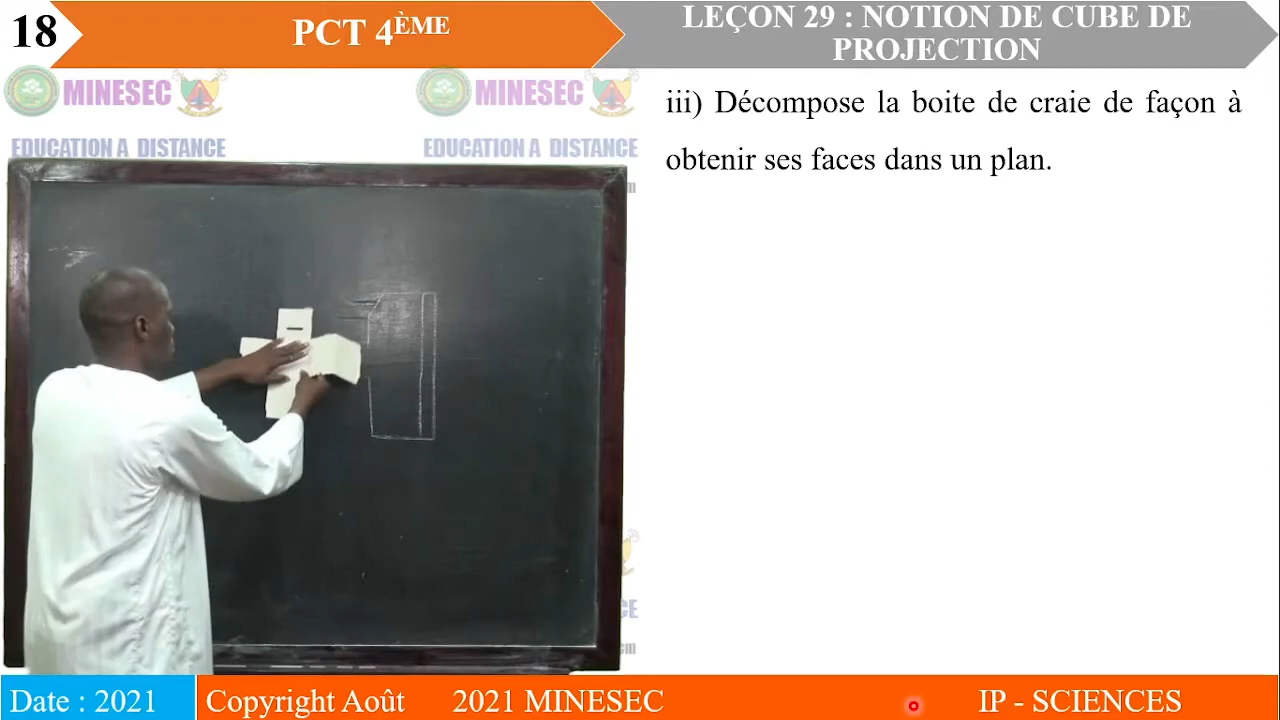 18
PCT 4ÈME
LEÇON 29 : NOTION DE CUBE DE
PROJECTION
MINESEC
MINESEC
EDUCATION A DISTANCE
EDUCATION A DISTANCE
iii) Décompose la boite de craie de façon à
obtenir ses faces dans un plan.
Date : 2021
Copyright Août 2021 MINESEC
IP - SCIENCES